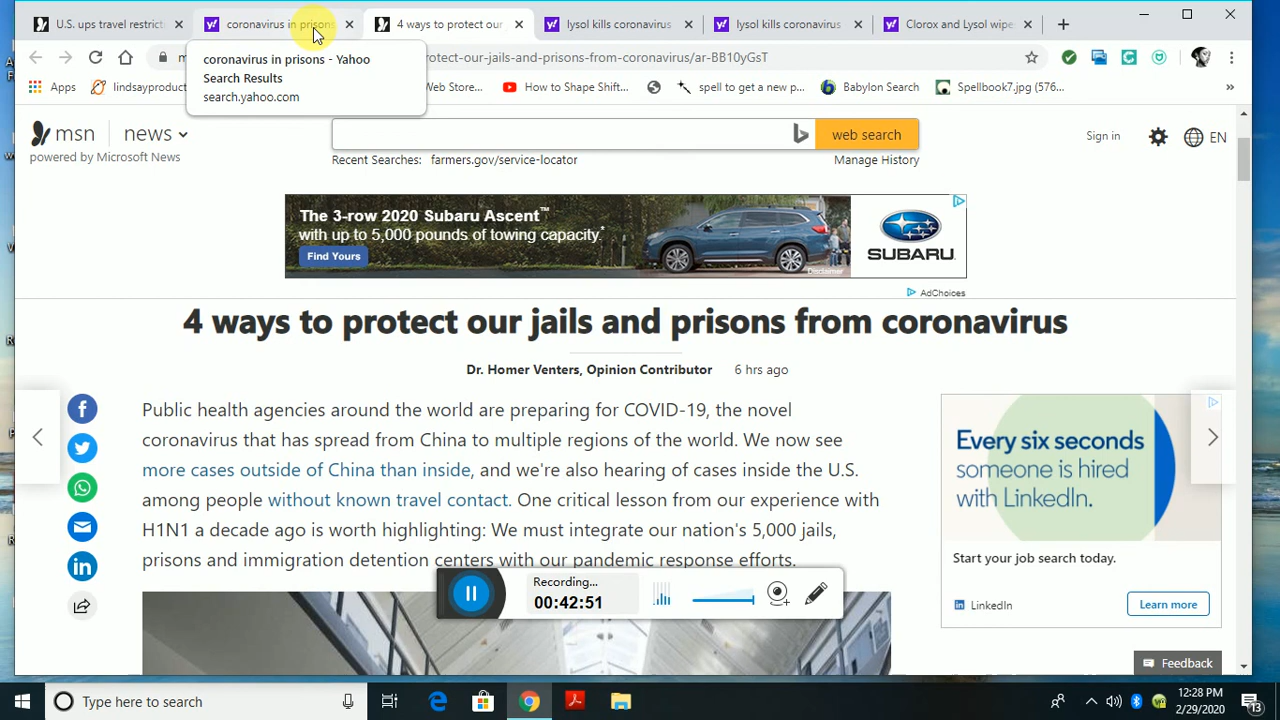 U.S. ups travel restrict
coronavirus in prisons
4 ways to protect our
lysol kills coronavirus
lysol kills coronavirus
Clorox and Lysol wipe
coronavirus in prisons - Yahoo
Search Results
search.yahoo.com
otect-our-jails-and-prisons-from-coronavirus/ar-BB10yGsT
Apps
lindsayproduct
Web Store...
How to Shape Shift...
spell to get a new p...
Babylon Search
Spellbook7.jpg (576...
»
msn
news
powered by Microsoft News
web search
Sign in
EN
Recent Searches: farmers.gov/service-locator
Manage History
The 3-row 2020 Subaru Ascent™
with up to 5,000 pounds of towing capacity.*
Find Yours
Disclaimer
SUBARU
AdChoices
4 ways to protect our jails and prisons from coronavirus
Dr. Homer Venters, Opinion Contributor 6 hrs ago
Public health agencies around the world are preparing for COVID-19, the novel
coronavirus that has spread from China to multiple regions of the world. We now see
more cases outside of China than inside, and we're also hearing of cases inside the U.S.
among people without known travel contact. One critical lesson from our experience with
H1N1 a decade ago is worth highlighting: We must integrate our nation's 5,000 jails,
prisons and immigration detention centers with our pandemic response efforts.
Every six seconds
someone is hired
with LinkedIn.
Start your job search today.
LinkedIn
Learn more
Recording...
00:42:51
Feedback
Type here to search
12:28 PM
2/29/2020
13